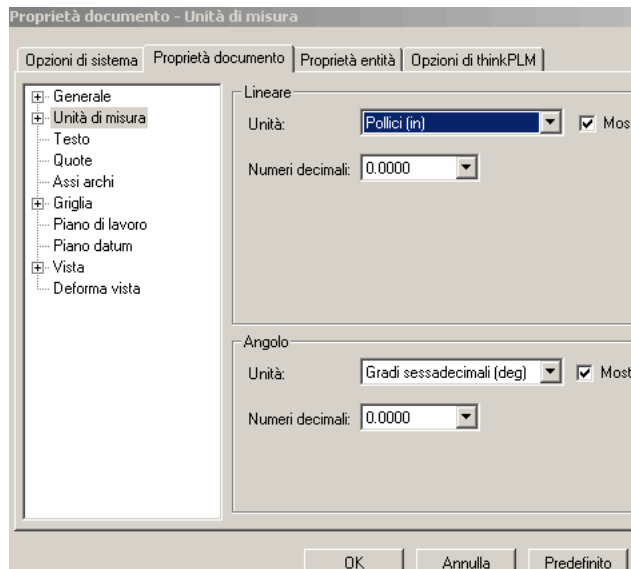 Proprietà documento - Unità di misura
Opzioni di sistema
Proprietà documento
Proprietà entità
Opzioni di thinkPLM
Generale
Unità di misura
Testo
Quote
Assi archi
Griglia
Piano di lavoro
Piano datum
Vista
Deforma vista
Lineare
Unità:
Pollici (in)
Mos
Numeri decimali:
0.0000
Angolo
Unità:
Gradi sessadecimali (deg)
Most
Numeri decimali:
0.0000
OK
Annulla
Predefinito